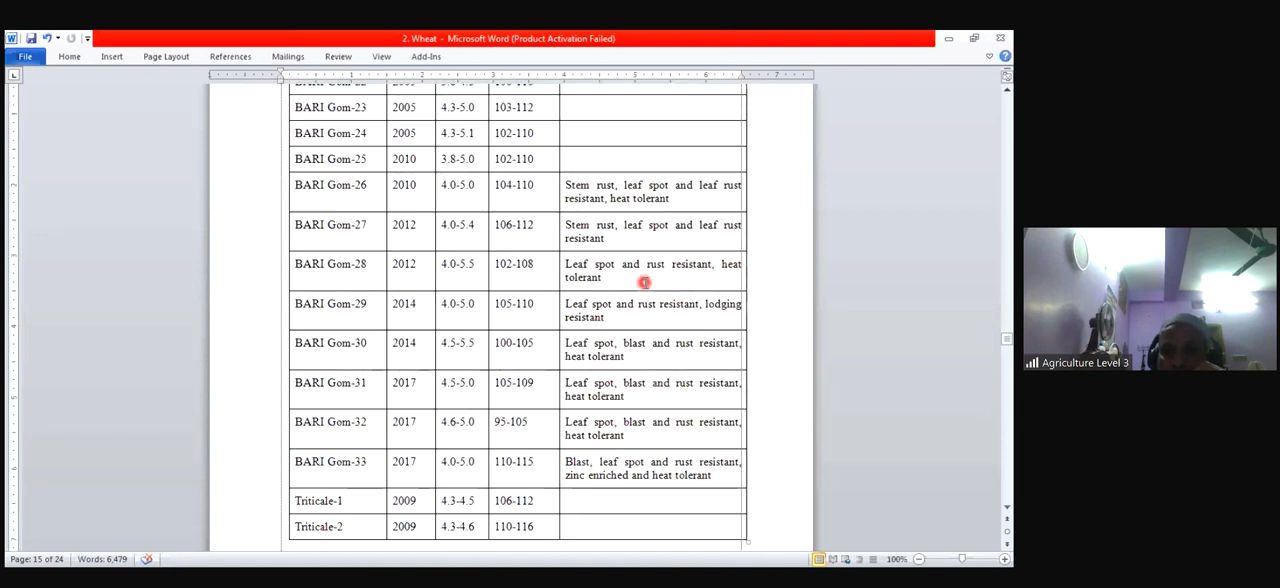 2. Wheat - Microsoft Word (Product Activation Failed)
File Home Insert Page Layout References Mailings Review View Add-Ins
1 2 3 4 5 6 7
BARI Gom-23 2005 4.3-5.0 103-112
BARI Gom-24 2005 4.3-5.1 102-110
BARI Gom-25 2010 3.8-5.0 102-110
BARI Gom-26 2010 4.0-5.0 104-110 Stem rust, leaf spot and leaf rust
resistant, heat tolerant
BARI Gom-27 2012 4.0-5.4 106-112 Stem rust, leaf spot and leaf rust
resistant
BARI Gom-28 2012 4.0-5.5 102-108 Leaf spot and rust resistant, heat
tolerant
BARI Gom-29 2014 4.0-5.0 105-110 Leaf spot and rust resistant, lodging
resistant
BARI Gom-30 2014 4.5-5.5 100-105 Leaf spot, blast and rust resistant,
heat tolerant
BARI Gom-31 2017 4.5-5.0 105-109 Leaf spot, blast and rust resistant,
heat tolerant
BARI Gom-32 2017 4.6-5.0 95-105 Leaf spot, blast and rust resistant,
heat tolerant
BARI Gom-33 2017 4.0-5.0 110-115 Blast, leaf spot and rust resistant,
zinc enriched and heat tolerant
Triticale-1 2009 4.3-4.5 106-112
Triticale-2 2009 4.3-4.6 110-116
Page: 15 of 24 Words: 6,479 100%
Agriculture Level 3